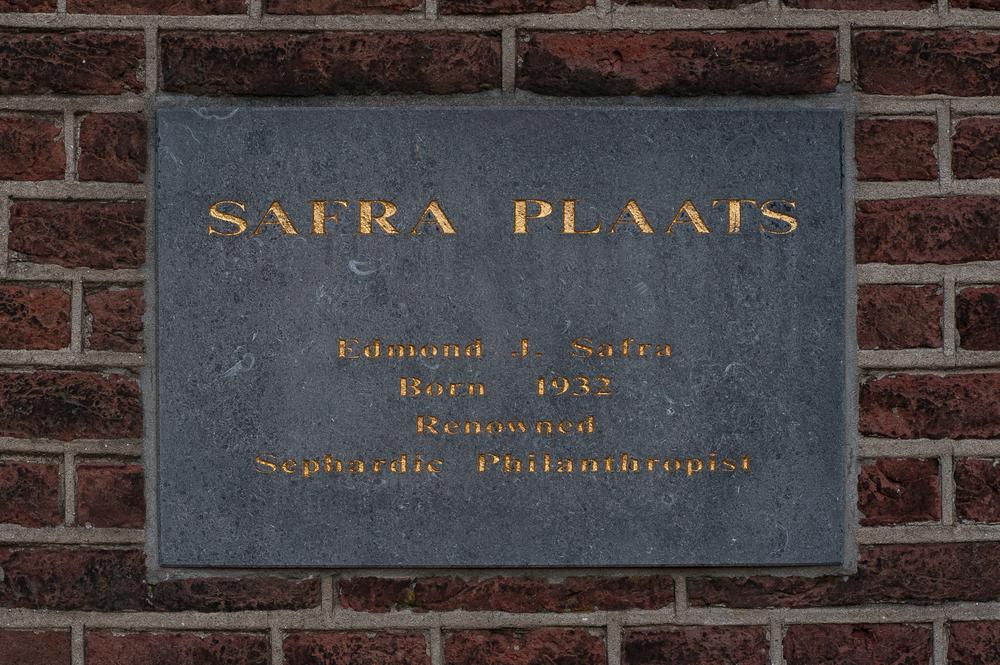 SAFRA PLAATS
Edmond J. Safra
Born 1932
Renowned
Sephardic Philanthropist